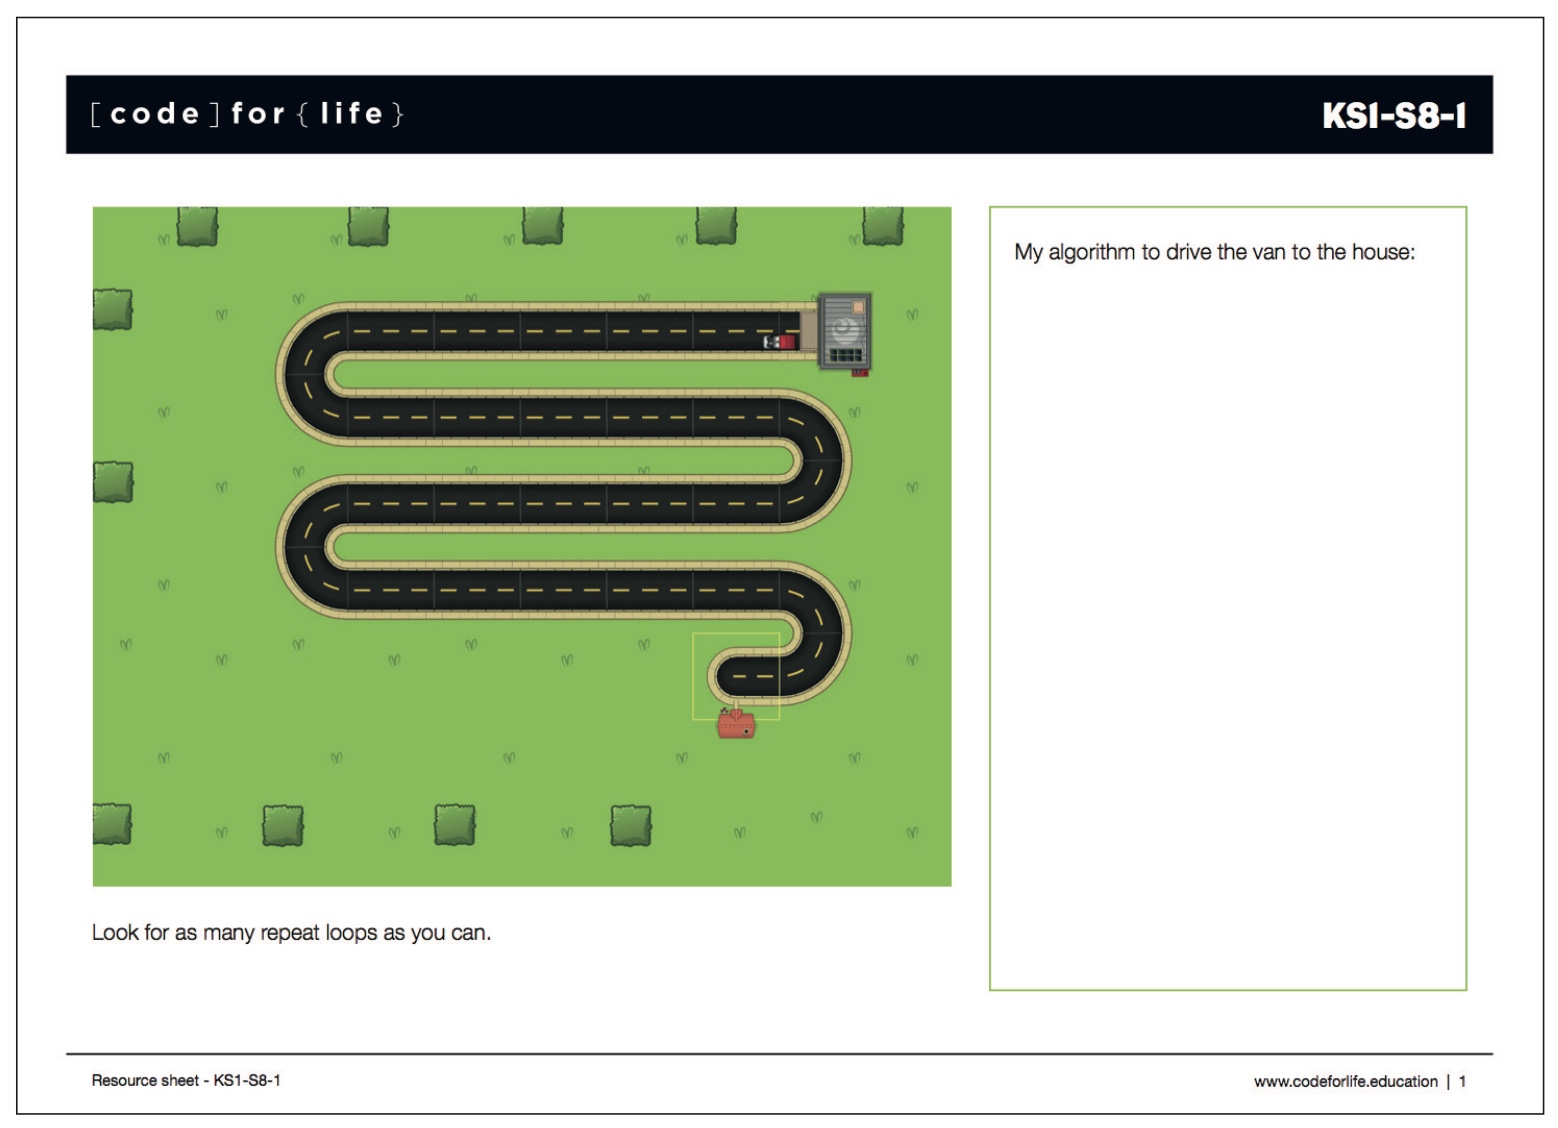 [code]for{life}
KS1-S8-1
My algorithm to drive the van to the house:
Look for as many repeat loops as you can.
Resource sheet - KS1-S8-1
www.codeforlife.education | 1